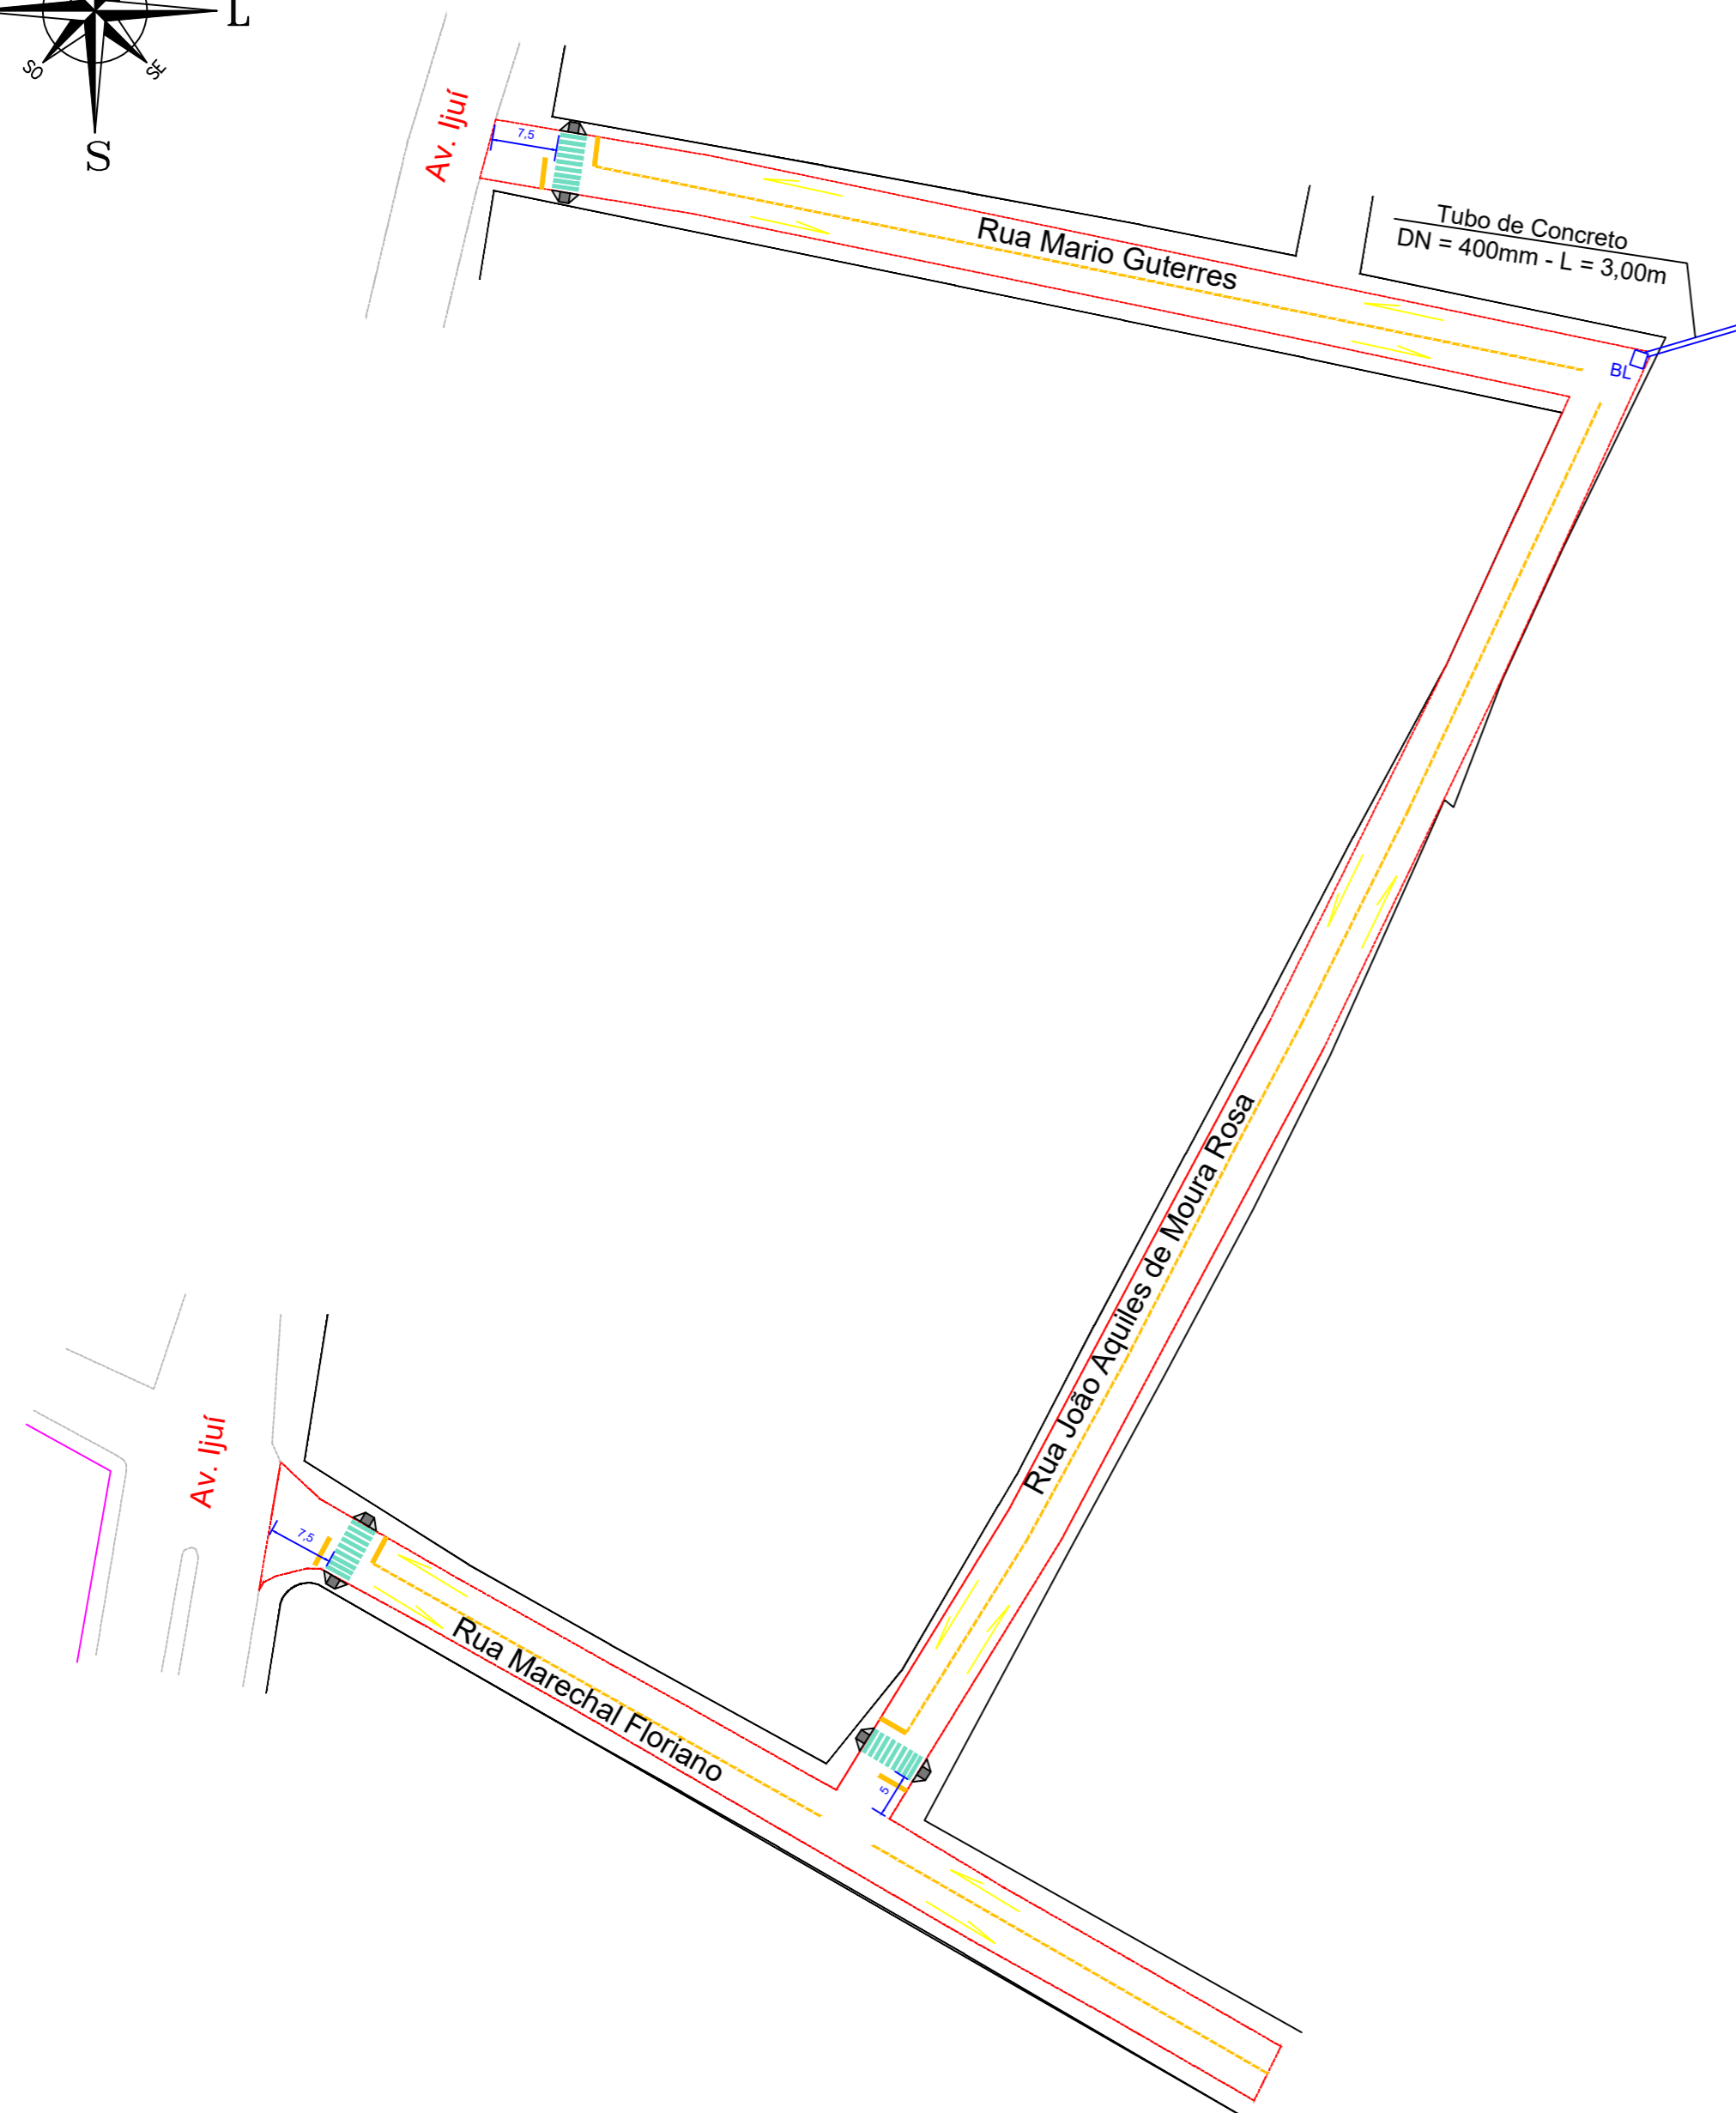 L
SO
SE
S
Av. Ijuí
7,5
Rua Mario Guterres
Tubo de Concreto
DN = 400mm - L = 3,00m
BL
Rua João Aquiles de Moura Rosa
Av. Ijuí
7,5
Rua Marechal Floriano
5